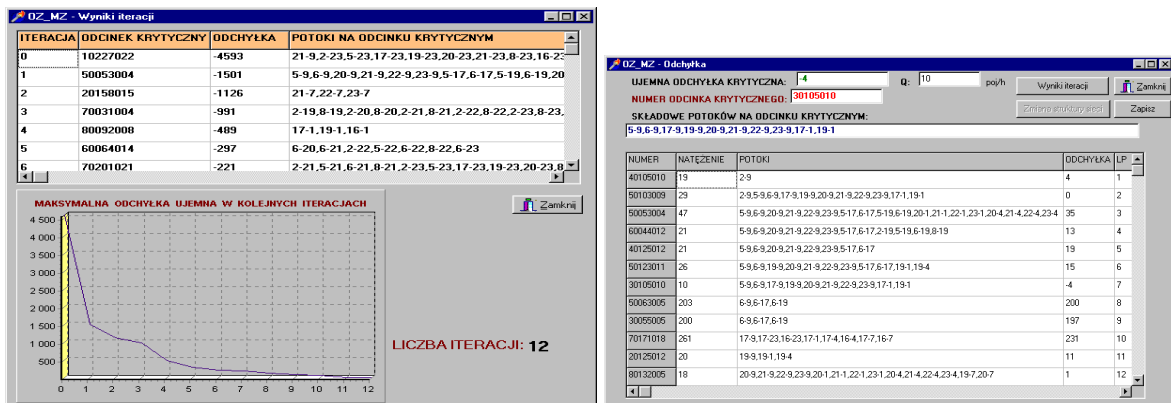 OZ_MZ - Wyniki iteracji
ITERACJA ODCINEK KRYTYCZNY ODCHYŁKA POTOKI NA ODCINKU KRYTYCZNYM
0 10227022 -4593 21-9,2-23,5-23,17-23,19-23,20-23,21-23,8-23,16-23
1 50053004 -1501 5-9,6-9,20-9,21-9,22-9,23-9,5-17,6-17,5-19,6-19,20
2 20158015 -1126 21-7,22-7,23-7
3 70031004 -991 2-19,8-19,2-20,8-20,2-21,8-21,2-22,8-22,2-23,8-23,
4 80092008 -489 17-1,19-1,16-1
5 60064014 -297 6-20,6-21,2-22,5-22,6-22,8-22,6-23
6 70201021 -221 2-21,5-21,6-21,8-21,2-23,5-23,17-23,19-23,20-23,8
MAKSYMALNA ODCHYŁKA UJEMNA W KOLEJNYCH ITERACJACH
Zamknij
4 500
4 000
3 500
3 000
2 500
2 000
1 500
1 000
500
0 1 2 3 4 5 6 7 8 9 10 11 12
LICZBA ITERACJI: 12
OZ_MZ - Odchyłka
UJEMNA ODCHYŁKA KRYTYCZNA: -4 Q: 10 poj/h Wyniki iteracji Zamknij
NUMER ODCINKA KRYTYCZNEGO: 30105010 Zmiana struktury sieci Zapisz
SKŁADOWE POTOKÓW NA ODCINKU KRYTYCZNYM:
5-9,6-9,17-9,19-9,20-9,21-9,22-9,23-9,17-1,19-1
NUMER NATĘŻENIE POTOKI ODCHYŁKA LP
40105010 19 2-9 4 1
50103009 29 2-9,5-9,6-9,17-9,19-9,20-9,21-9,22-9,23-9,17-1,19-1 0 2
50053004 47 5-9,6-9,20-9,21-9,22-9,23-9,5-17,6-17,5-19,6-19,20-1,21-1,22-1,23-1,20-4,21-4,22-4,23-4 35 3
60044012 21 5-9,6-9,20-9,21-9,22-9,23-9,5-17,6-17,2-19,5-19,6-19,8-19 13 4
40125012 21 5-9,6-9,20-9,21-9,22-9,23-9,5-17,6-17 19 5
50123011 26 5-9,6-9,19-9,20-9,21-9,22-9,23-9,5-17,6-17,19-1,19-4 15 6
30105010 10 5-9,6-9,17-9,19-9,20-9,21-9,22-9,23-9,17-1,19-1 -4 7
50063005 203 6-9,6-17,6-19 200 8
30055005 200 6-9,6-17,6-19 197 9
70171018 261 17-9,17-23,16-23,17-1,17-4,16-4,17-7,16-7 231 10
20125012 20 19-9,19-1,19-4 11 11
80132005 18 20-9,21-9,22-9,23-9,20-1,21-1,22-1,23-1,20-4,21-4,22-4,23-4,19-7,20-7 1 12